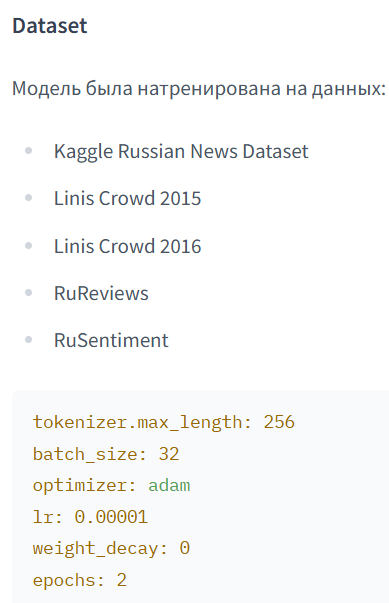 Dataset
Модель была натренирована на данных:
Kaggle Russian News Dataset
Linis Crowd 2015
Linis Crowd 2016
RuReviews
RuSentiment
tokenizer.max_length: 256
batch_size: 32
optimizer: adam
lr: 0.00001
weight_decay: 0
epochs: 2